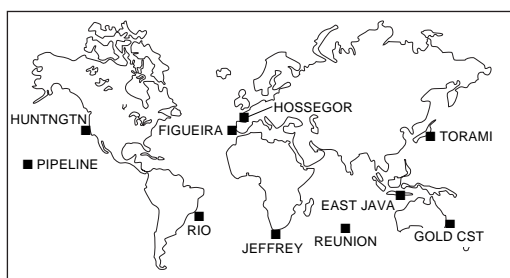 HOSSEGOR
HUNTNGTN
FIGUEIRA
TORAMI
PIPELINE
EAST JAVA
RIO
JEFFREY
REUNION
GOLD CST